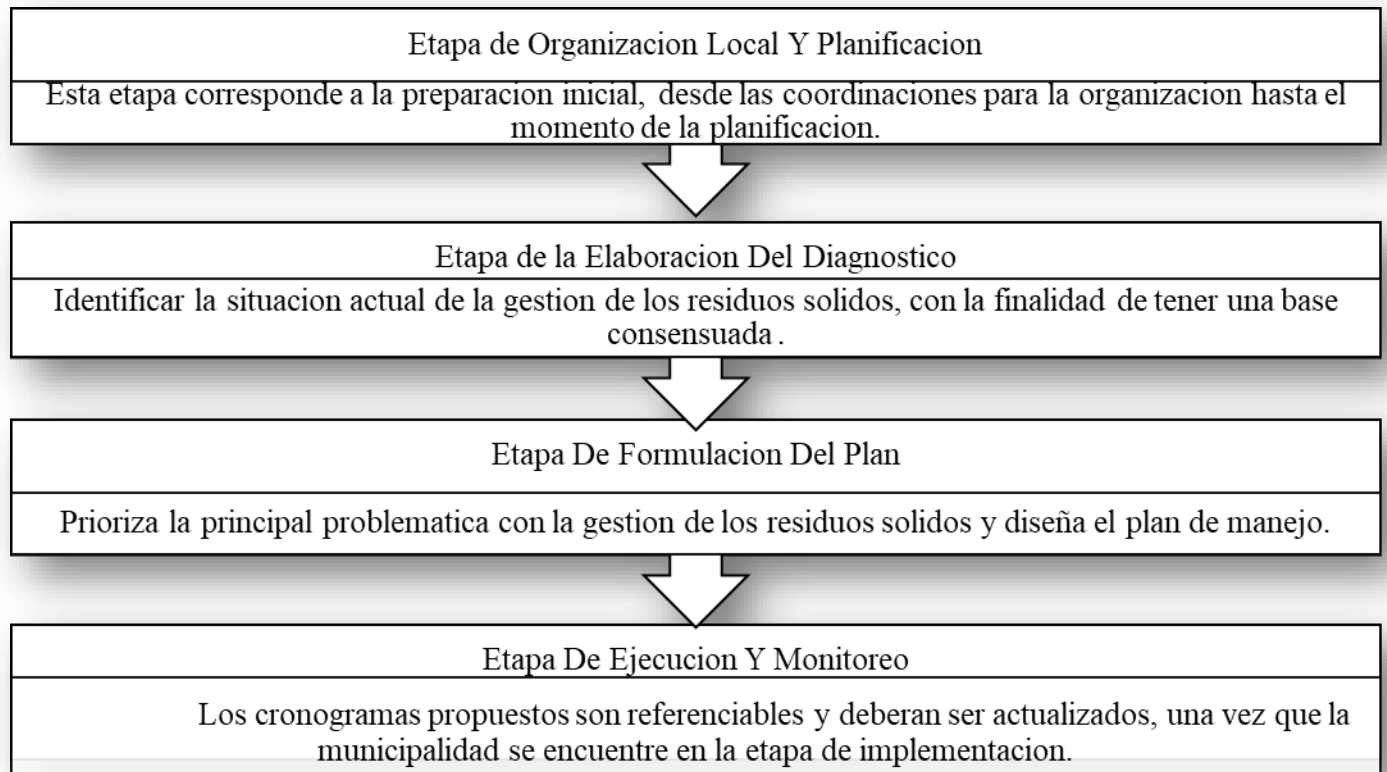 Etapa de Organizacion Local Y Planificacion
Esta etapa corresponde a la preparacion inicial, desde las coordinaciones para la organizacion hasta el
momento de la planificacion.
Etapa de la Elaboracion Del Diagnostico
Identificar la situacion actual de la gestion de los residuos solidos, con la finalidad de tener una base
consensuada .
Etapa De Formulacion Del Plan
Prioriza la principal problematica con la gestion de los residuos solidos y diseña el plan de manejo.
Etapa De Ejecucion Y Monitoreo
Los cronogramas propuestos son referenciables y deberan ser actualizados, una vez que la
municipalidad se encuentre en la etapa de implementacion.